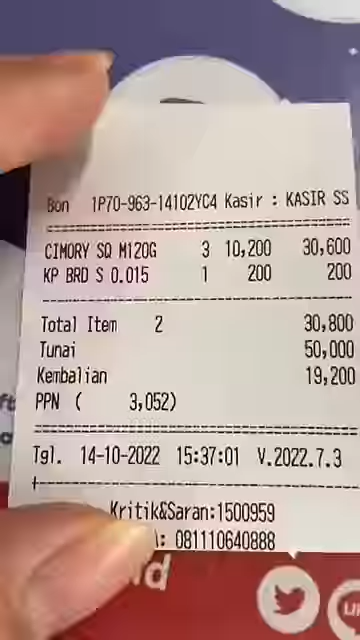 Bon 1P70-963-14102YC4 Kasir : KASIR SS
CIMORY SQ M120G 3 10,200 30,600
KP BRD S 0.015 1 200 200
Total Item 2 30,800
Tunai 50,000
Kembalian 19,200
PPN ( 3,052)
Tgl. 14-10-2022 15:37:01 V.2022.7.3
Kritik&Saran:1500959
: 081110640888